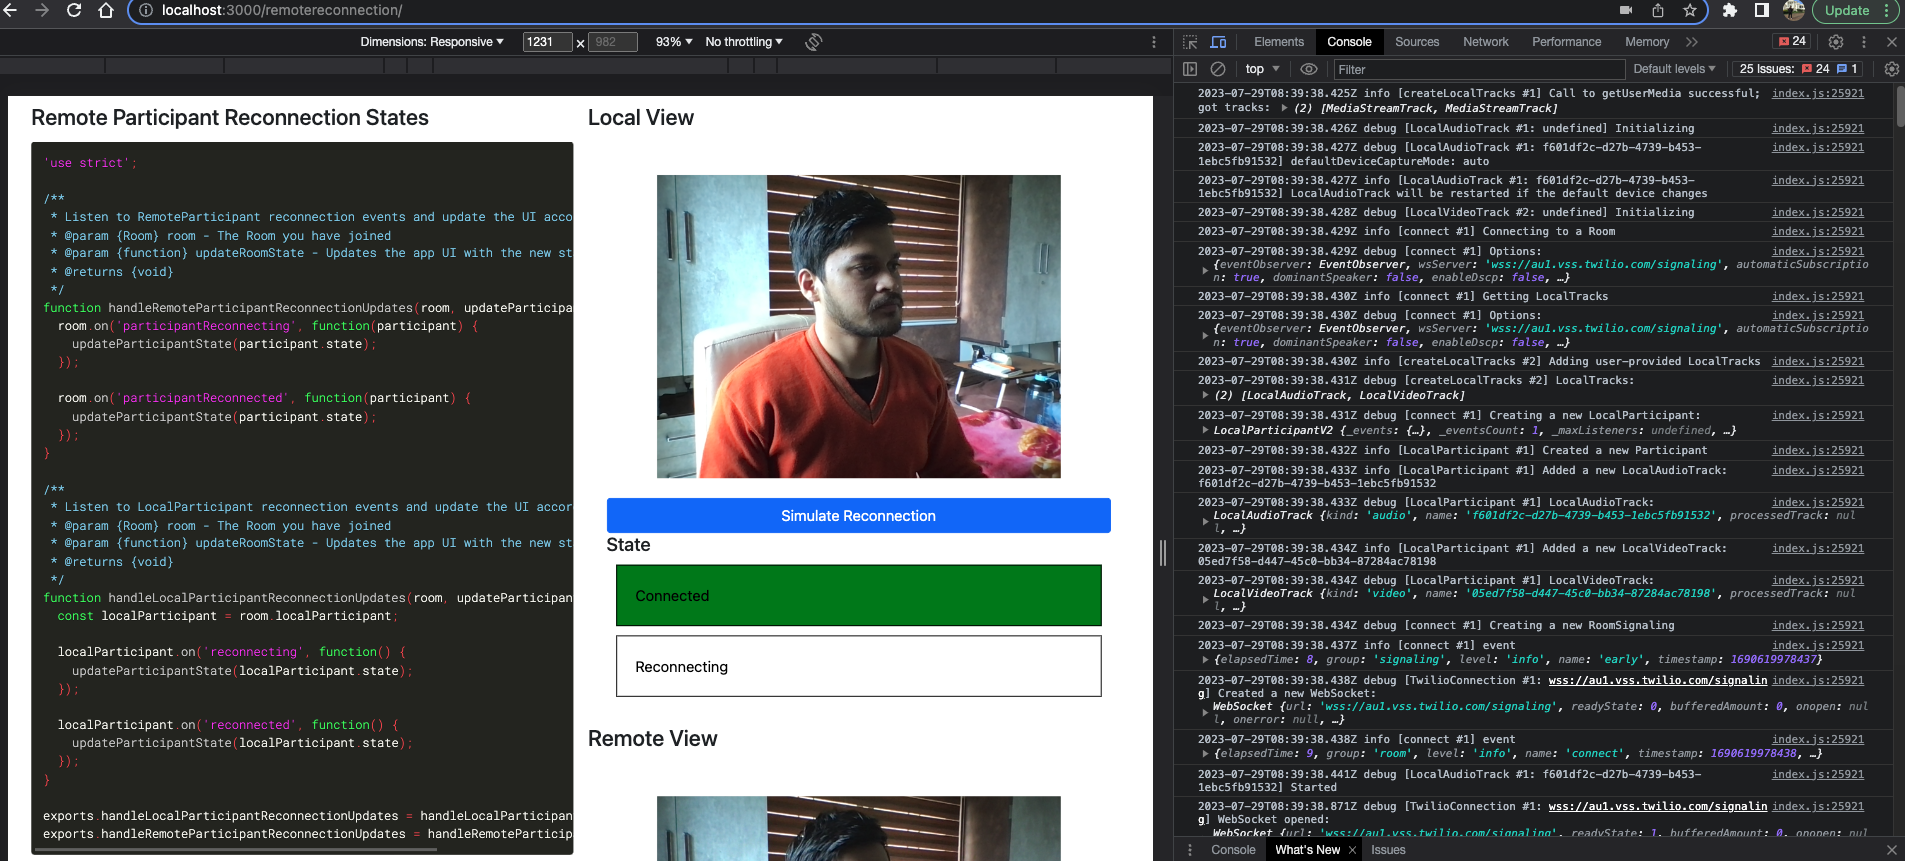 localhost:3000/remotereconnection/
Update
Dimensions: Responsive
1231 × 982
93%
No throttling
Elements
Console
Sources
Network
Performance
Memory
24
top
Filter
Default levels
25 Issues: 24 1
Remote Participant Reconnection States
'use strict';
/**
* Listen to RemoteParticipant reconnection events and update the UI acco
* @param {Room} room - The Room you have joined
* @param {function} updateRoomState - Updates the app UI with the new st
* @returns {void}
*/
function handleRemoteParticipantReconnectionUpdates(room, updateParticipa
room.on('participantReconnecting', function(participant) {
updateParticipantState(participant.state);
});
room.on('participantReconnected', function(participant) {
updateParticipantState(participant.state);
});
}
/**
* Listen to LocalParticipant reconnection events and update the UI accor
* @param {Room} room - The Room you have joined
* @param {function} updateRoomState - Updates the app UI with the new st
* @returns {void}
*/
function handleLocalParticipantReconnectionUpdates(room, updateParticipan
const localParticipant = room.localParticipant;
localParticipant.on('reconnecting', function() {
updateParticipantState(localParticipant.state);
});
localParticipant.on('reconnected', function() {
updateParticipantState(localParticipant.state);
});
}
exports.handleLocalParticipantReconnectionUpdates = handleLocalParticipan
exports.handleRemoteParticipantReconnectionUpdates = handleRemoteParticip
Local View
Simulate Reconnection
State
Connected
Reconnecting
Remote View
2023-07-29T08:39:38.425Z info [createLocalTracks #1] Call to getUserMedia successful; index.js:25921
got tracks: (2) [MediaStreamTrack, MediaStreamTrack]
2023-07-29T08:39:38.426Z debug [LocalAudioTrack #1: undefined] Initializing index.js:25921
2023-07-29T08:39:38.427Z debug [LocalAudioTrack #1: f601df2c-d27b-4739-b453- index.js:25921
1ebc5fb91532] defaultDeviceCaptureMode: auto
2023-07-29T08:39:38.427Z info [LocalAudioTrack #1: f601df2c-d27b-4739-b453- index.js:25921
1ebc5fb91532] LocalAudioTrack will be restarted if the default device changes
2023-07-29T08:39:38.428Z debug [LocalVideoTrack #2: undefined] Initializing index.js:25921
2023-07-29T08:39:38.429Z info [connect #1] Connecting to a Room index.js:25921
2023-07-29T08:39:38.429Z debug [connect #1] Options: index.js:25921
{eventObserver: EventObserver, wsServer: 'wss://au1.vss.twilio.com/signaling', automaticSubscriptio
n: true, dominantSpeaker: false, enableDscp: false, …}
2023-07-29T08:39:38.430Z info [connect #1] Getting LocalTracks index.js:25921
2023-07-29T08:39:38.430Z debug [connect #1] Options: index.js:25921
{eventObserver: EventObserver, wsServer: 'wss://au1.vss.twilio.com/signaling', automaticSubscriptio
n: true, dominantSpeaker: false, enableDscp: false, …}
2023-07-29T08:39:38.430Z info [createLocalTracks #2] Adding user-provided LocalTracks index.js:25921
2023-07-29T08:39:38.431Z debug [createLocalTracks #2] LocalTracks: index.js:25921
(2) [LocalAudioTrack, LocalVideoTrack]
2023-07-29T08:39:38.431Z debug [connect #1] Creating a new LocalParticipant: index.js:25921
LocalParticipantV2 {_events: {…}, _eventsCount: 1, _maxListeners: undefined, …}
2023-07-29T08:39:38.432Z info [LocalParticipant #1] Created a new Participant index.js:25921
2023-07-29T08:39:38.433Z info [LocalParticipant #1] Added a new LocalAudioTrack: index.js:25921
f601df2c-d27b-4739-b453-1ebc5fb91532
2023-07-29T08:39:38.433Z debug [LocalParticipant #1] LocalAudioTrack: index.js:25921
LocalAudioTrack {kind: 'audio', name: 'f601df2c-d27b-4739-b453-1ebc5fb91532', processedTrack: nul
l, …}
2023-07-29T08:39:38.434Z info [LocalParticipant #1] Added a new LocalVideoTrack: index.js:25921
05ed7f58-d447-45c0-bb34-87284ac78198
2023-07-29T08:39:38.434Z debug [LocalParticipant #1] LocalVideoTrack: index.js:25921
LocalVideoTrack {kind: 'video', name: '05ed7f58-d447-45c0-bb34-87284ac78198', processedTrack: nul
l, …}
2023-07-29T08:39:38.434Z debug [connect #1] Creating a new RoomSignaling index.js:25921
2023-07-29T08:39:38.437Z info [connect #1] event index.js:25921
{elapsedTime: 8, group: 'signaling', level: 'info', name: 'early', timestamp: 1690619978437}
2023-07-29T08:39:38.438Z debug [TwilioConnection #1: wss://au1.vss.twilio.com/signalin index.js:25921
g] Created a new WebSocket:
WebSocket {url: 'wss://au1.vss.twilio.com/signaling', readyState: 0, bufferedAmount: 0, onopen: nul
l, onerror: null, …}
2023-07-29T08:39:38.438Z info [connect #1] event index.js:25921
{elapsedTime: 9, group: 'room', level: 'info', name: 'connect', timestamp: 1690619978438, …}
2023-07-29T08:39:38.441Z debug [LocalAudioTrack #1: f601df2c-d27b-4739-b453- index.js:25921
1ebc5fb91532] Started
2023-07-29T08:39:38.871Z debug [TwilioConnection #1: wss://au1.vss.twilio.com/signalin index.js:25921
g] WebSocket opened:
WebSocket {url: 'wss://au1.vss.twilio.com/signaling', readyState: 1, bufferedAmount: 0, onopen: nul
Console
What's New
Issues